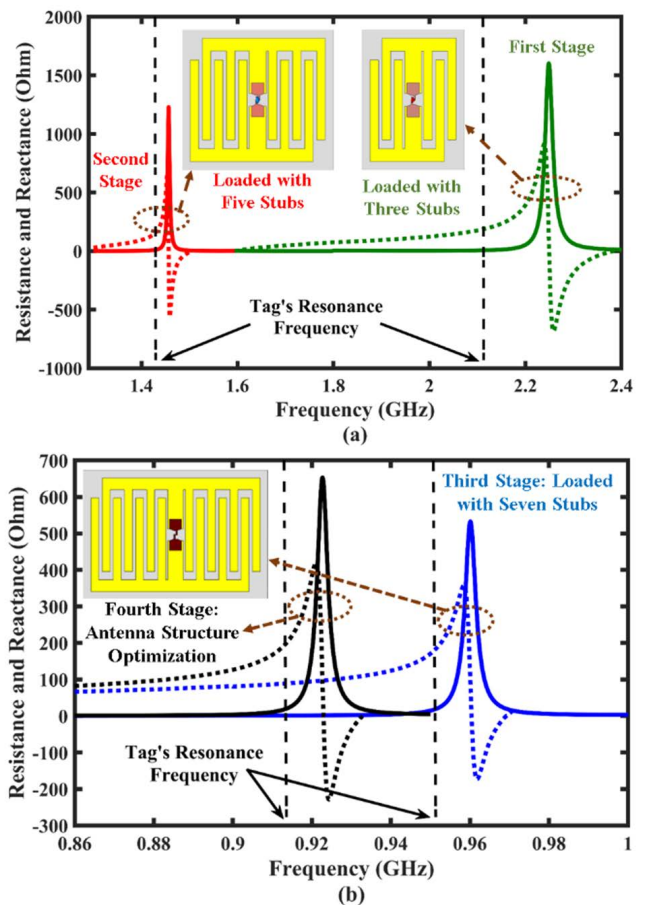 2000
1500
1000
500
0
-500
-1000
Resistance and Reactance (Ohm)
First Stage
Second
Stage
Loaded with
Five Stubs
Loaded with
Three Stubs
Tag's Resonance
Frequency
1.4
1.6
1.8
2
2.2
2.4
Frequency (GHz)
(a)
700
600
500
400
300
200
100
0
-100
-200
-300
Resistance and Reactance (Ohm)
Third Stage: Loaded
with Seven Stubs
Fourth Stage:
Antenna Structure
Optimization
Tag's Resonance
Frequency
0.86
0.88
0.9
0.92
0.94
0.96
0.98
1
Frequency (GHz)
(b)